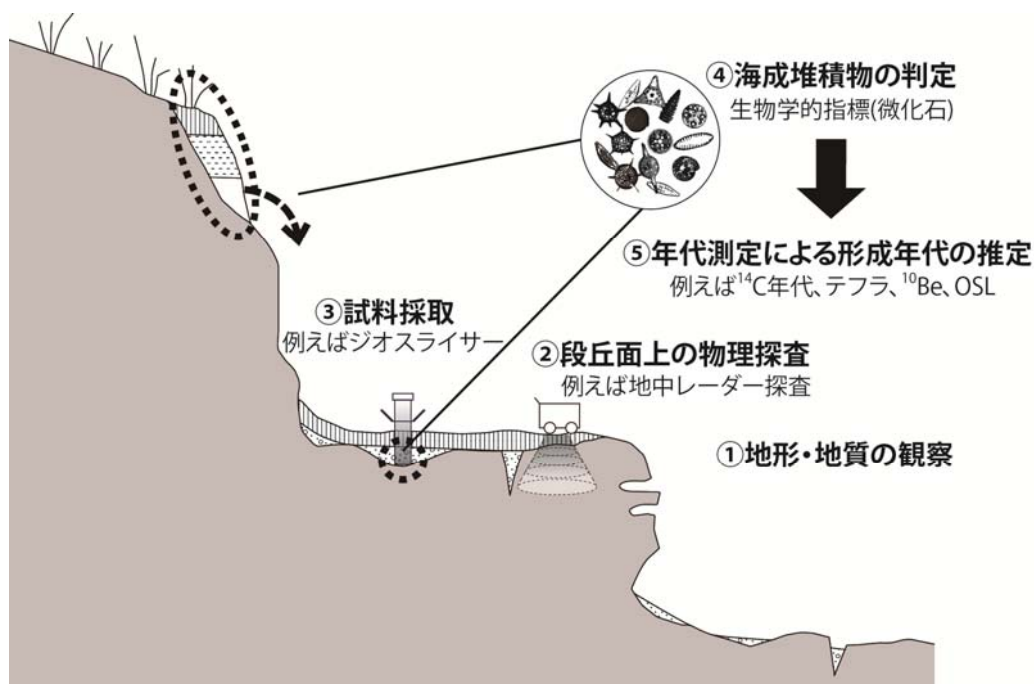 ④海成堆積物の判定
生物学的指標(微化石)
⑤年代測定による形成年代の推定
例えば¹⁴C年代、テフラ、¹⁰Be、OSL
③試料採取
例えばジオスライサー
②段丘面上の物理探査
例えば地中レーダー探査
①地形・地質の観察